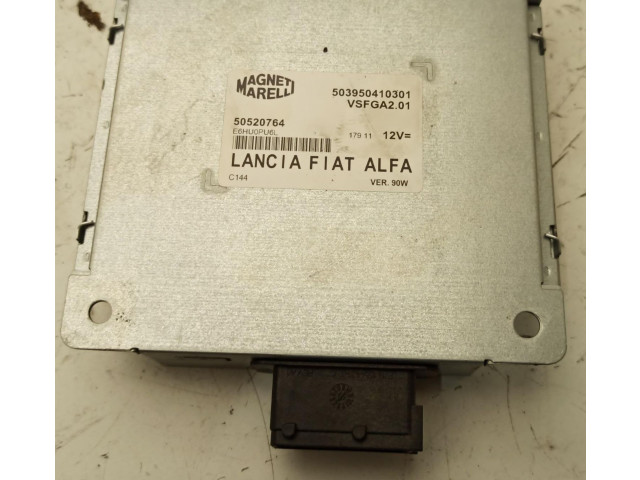 MAGNETI
MARELLI
503950410301
VSFGA2.01
50520764
E6HU0PU6L
179 11 12V=
LANCIA FIAT ALFA
C144
VER. 90W